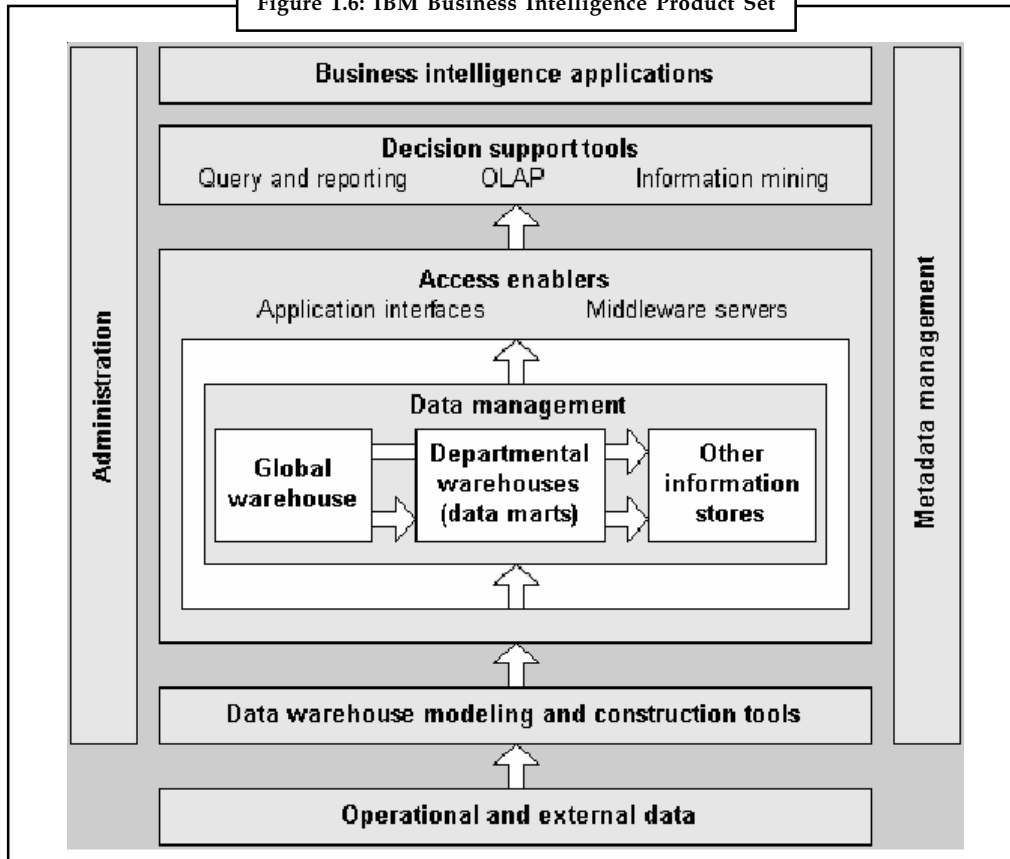 Figure 1.6: IBM Business Intelligence Product Set
Business intelligence applications
Decision support tools
Query and reporting OLAP Information mining
Access enablers
Application interfaces Middleware servers
Data management
Global
warehouse
Departmental
warehouses
(data marts)
Other
information
stores
Data warehouse modeling and construction tools
Operational and external data
Administration
Metadata management